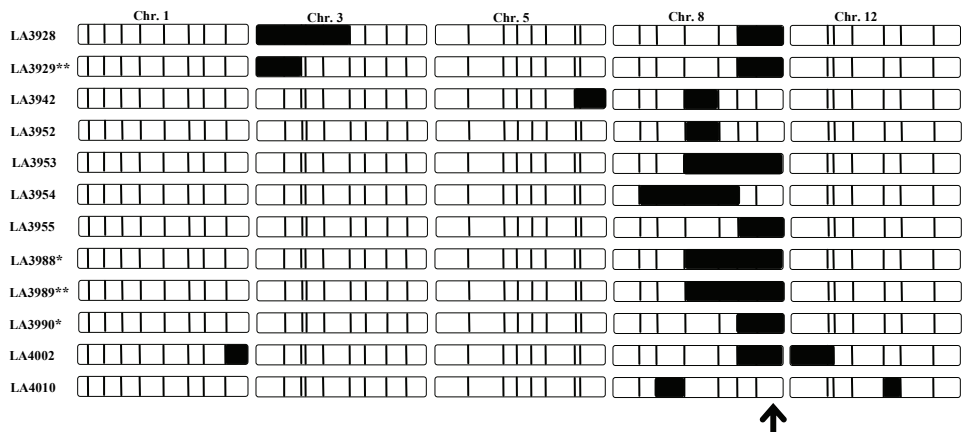 Chr. 1 Chr. 3 Chr. 5 Chr. 8 Chr. 12
LA3928
LA3929**
LA3942
LA3952
LA3953
LA3954
LA3955
LA3988*
LA3989**
LA3990*
LA4002
LA4010